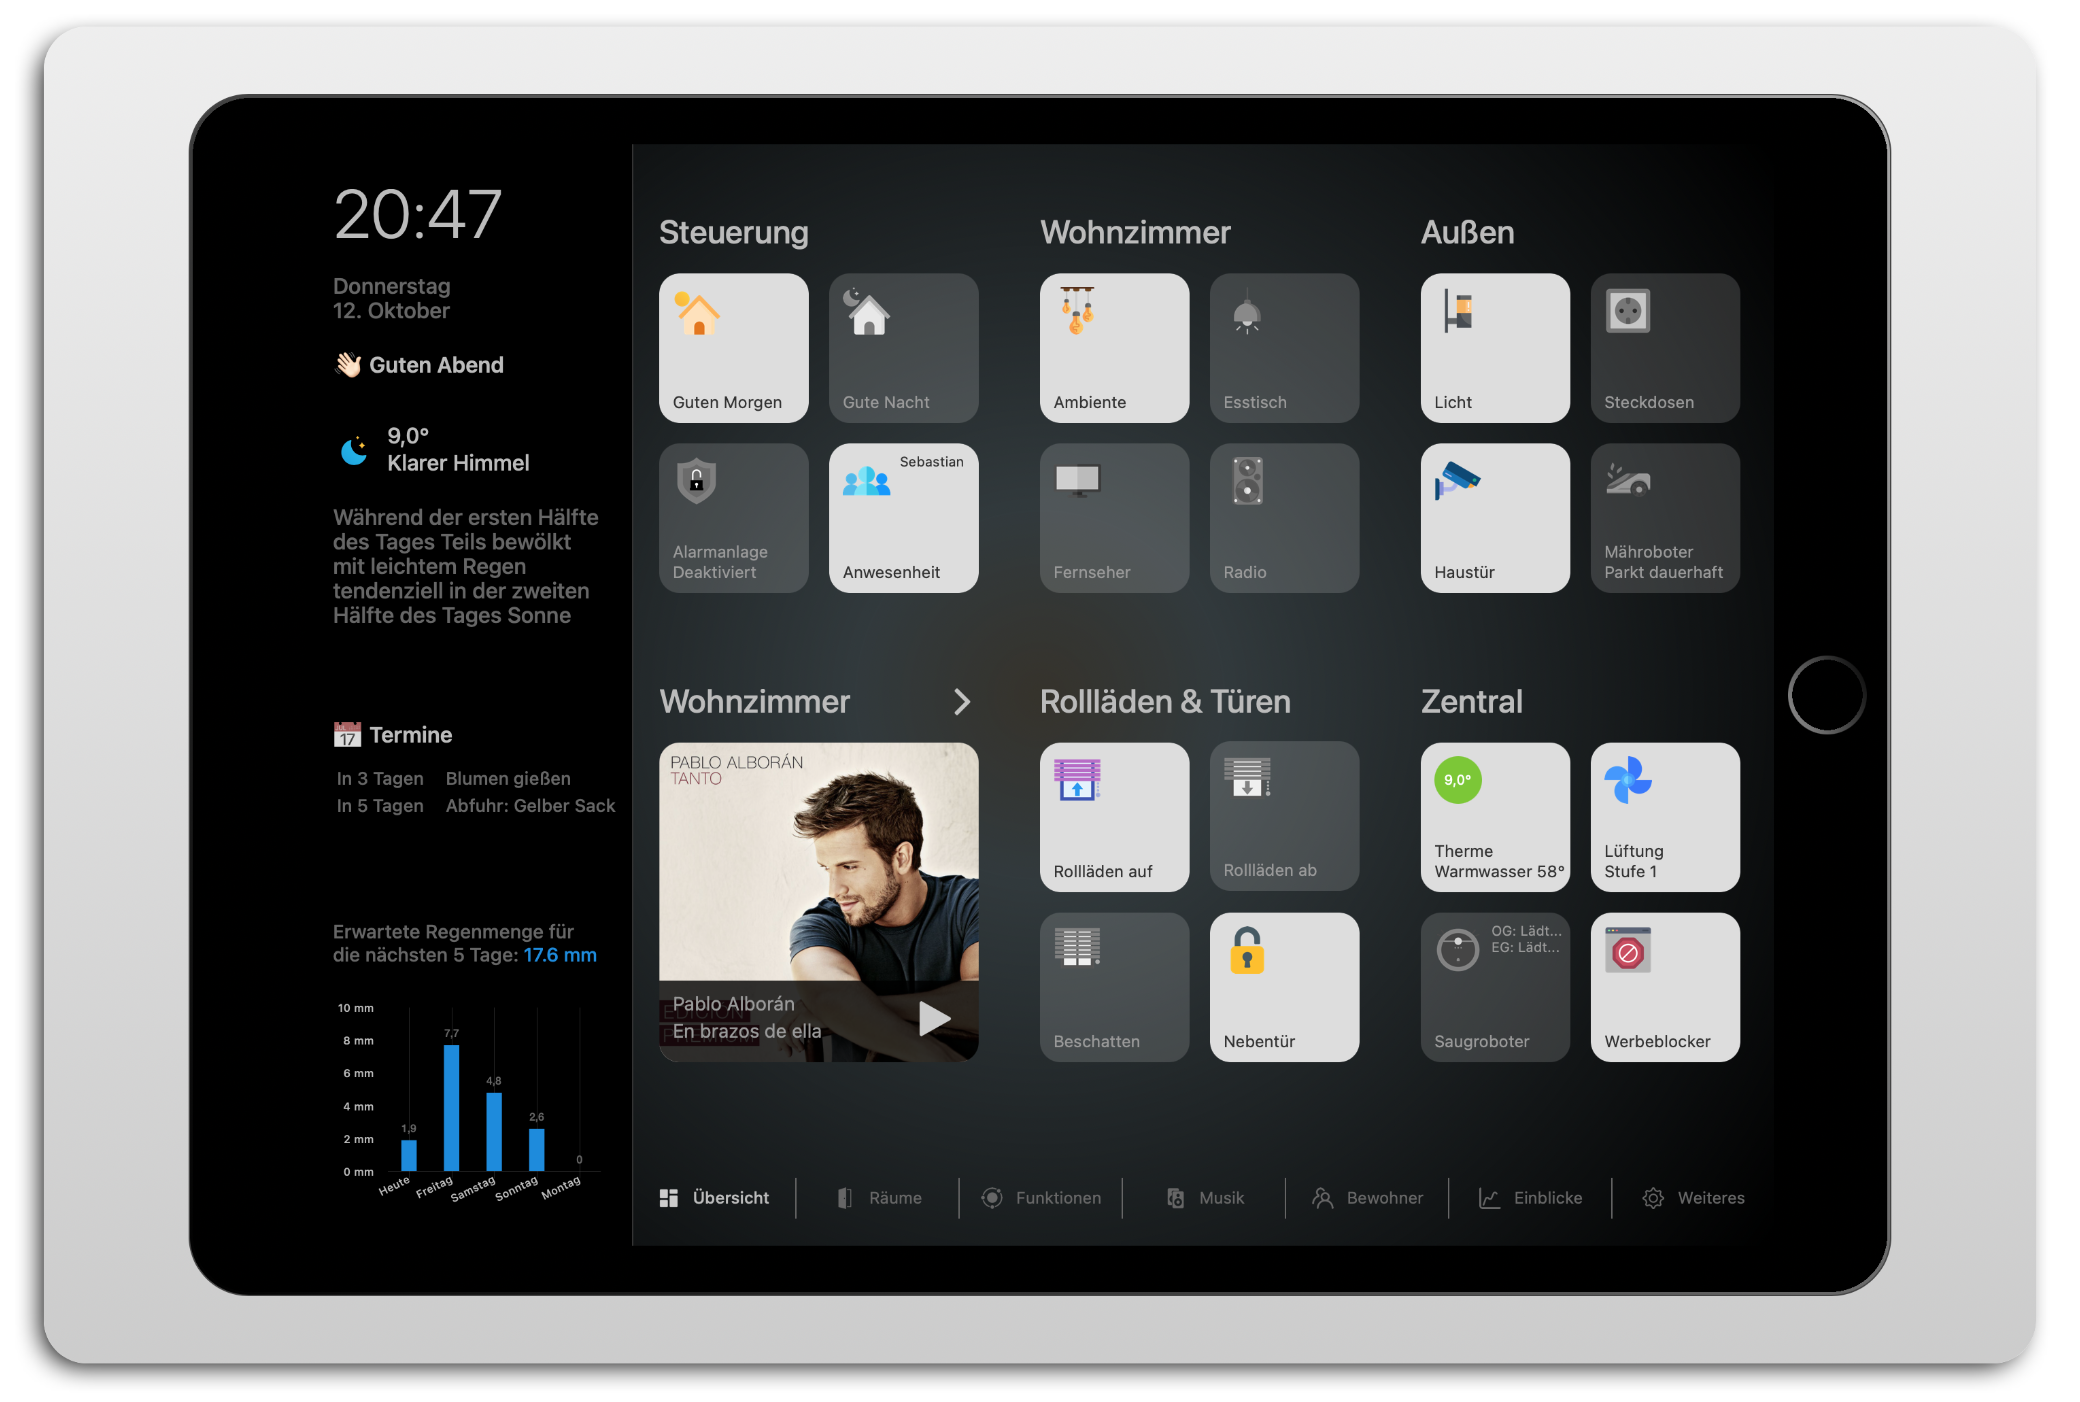 20:47
Donnerstag
12. Oktober
👋🏻 Guten Abend
9,0°
Klarer Himmel
Während der ersten Hälfte
des Tages Teils bewölkt
mit leichtem Regen
tendenziell in der zweiten
Hälfte des Tages Sonne
JUL 17 Termine
In 3 Tagen Blumen gießen
In 5 Tagen Abfuhr: Gelber Sack
Erwartete Regenmenge für
die nächsten 5 Tage: 17.6 mm
10 mm
8 mm
6 mm
4 mm
2 mm
0 mm
1,9
7,7
4,8
2,6
0
Heute
Freitag
Samstag
Sonntag
Montag
Steuerung
Guten Morgen
Gute Nacht
Alarmanlage
Deaktiviert
Sebastian
Anwesenheit
Wohnzimmer
Ambiente
Esstisch
Fernseher
Radio
Außen
Licht
Steckdosen
Haustür
Mähroboter
Parkt dauerhaft
Wohnzimmer
PABLO ALBORÁN
TANTO
EDICIÓN
PREMIUM
Pablo Alborán
En brazos de ella
Rollläden & Türen
Rollläden auf
Rollläden ab
Beschatten
Nebentür
Zentral
9,0°
Therme
Warmwasser 58°
Lüftung
Stufe 1
OG: Lädt...
EG: Lädt...
Saugroboter
Werbeblocker
Übersicht
Räume
Funktionen
Musik
Bewohner
Einblicke
Weiteres